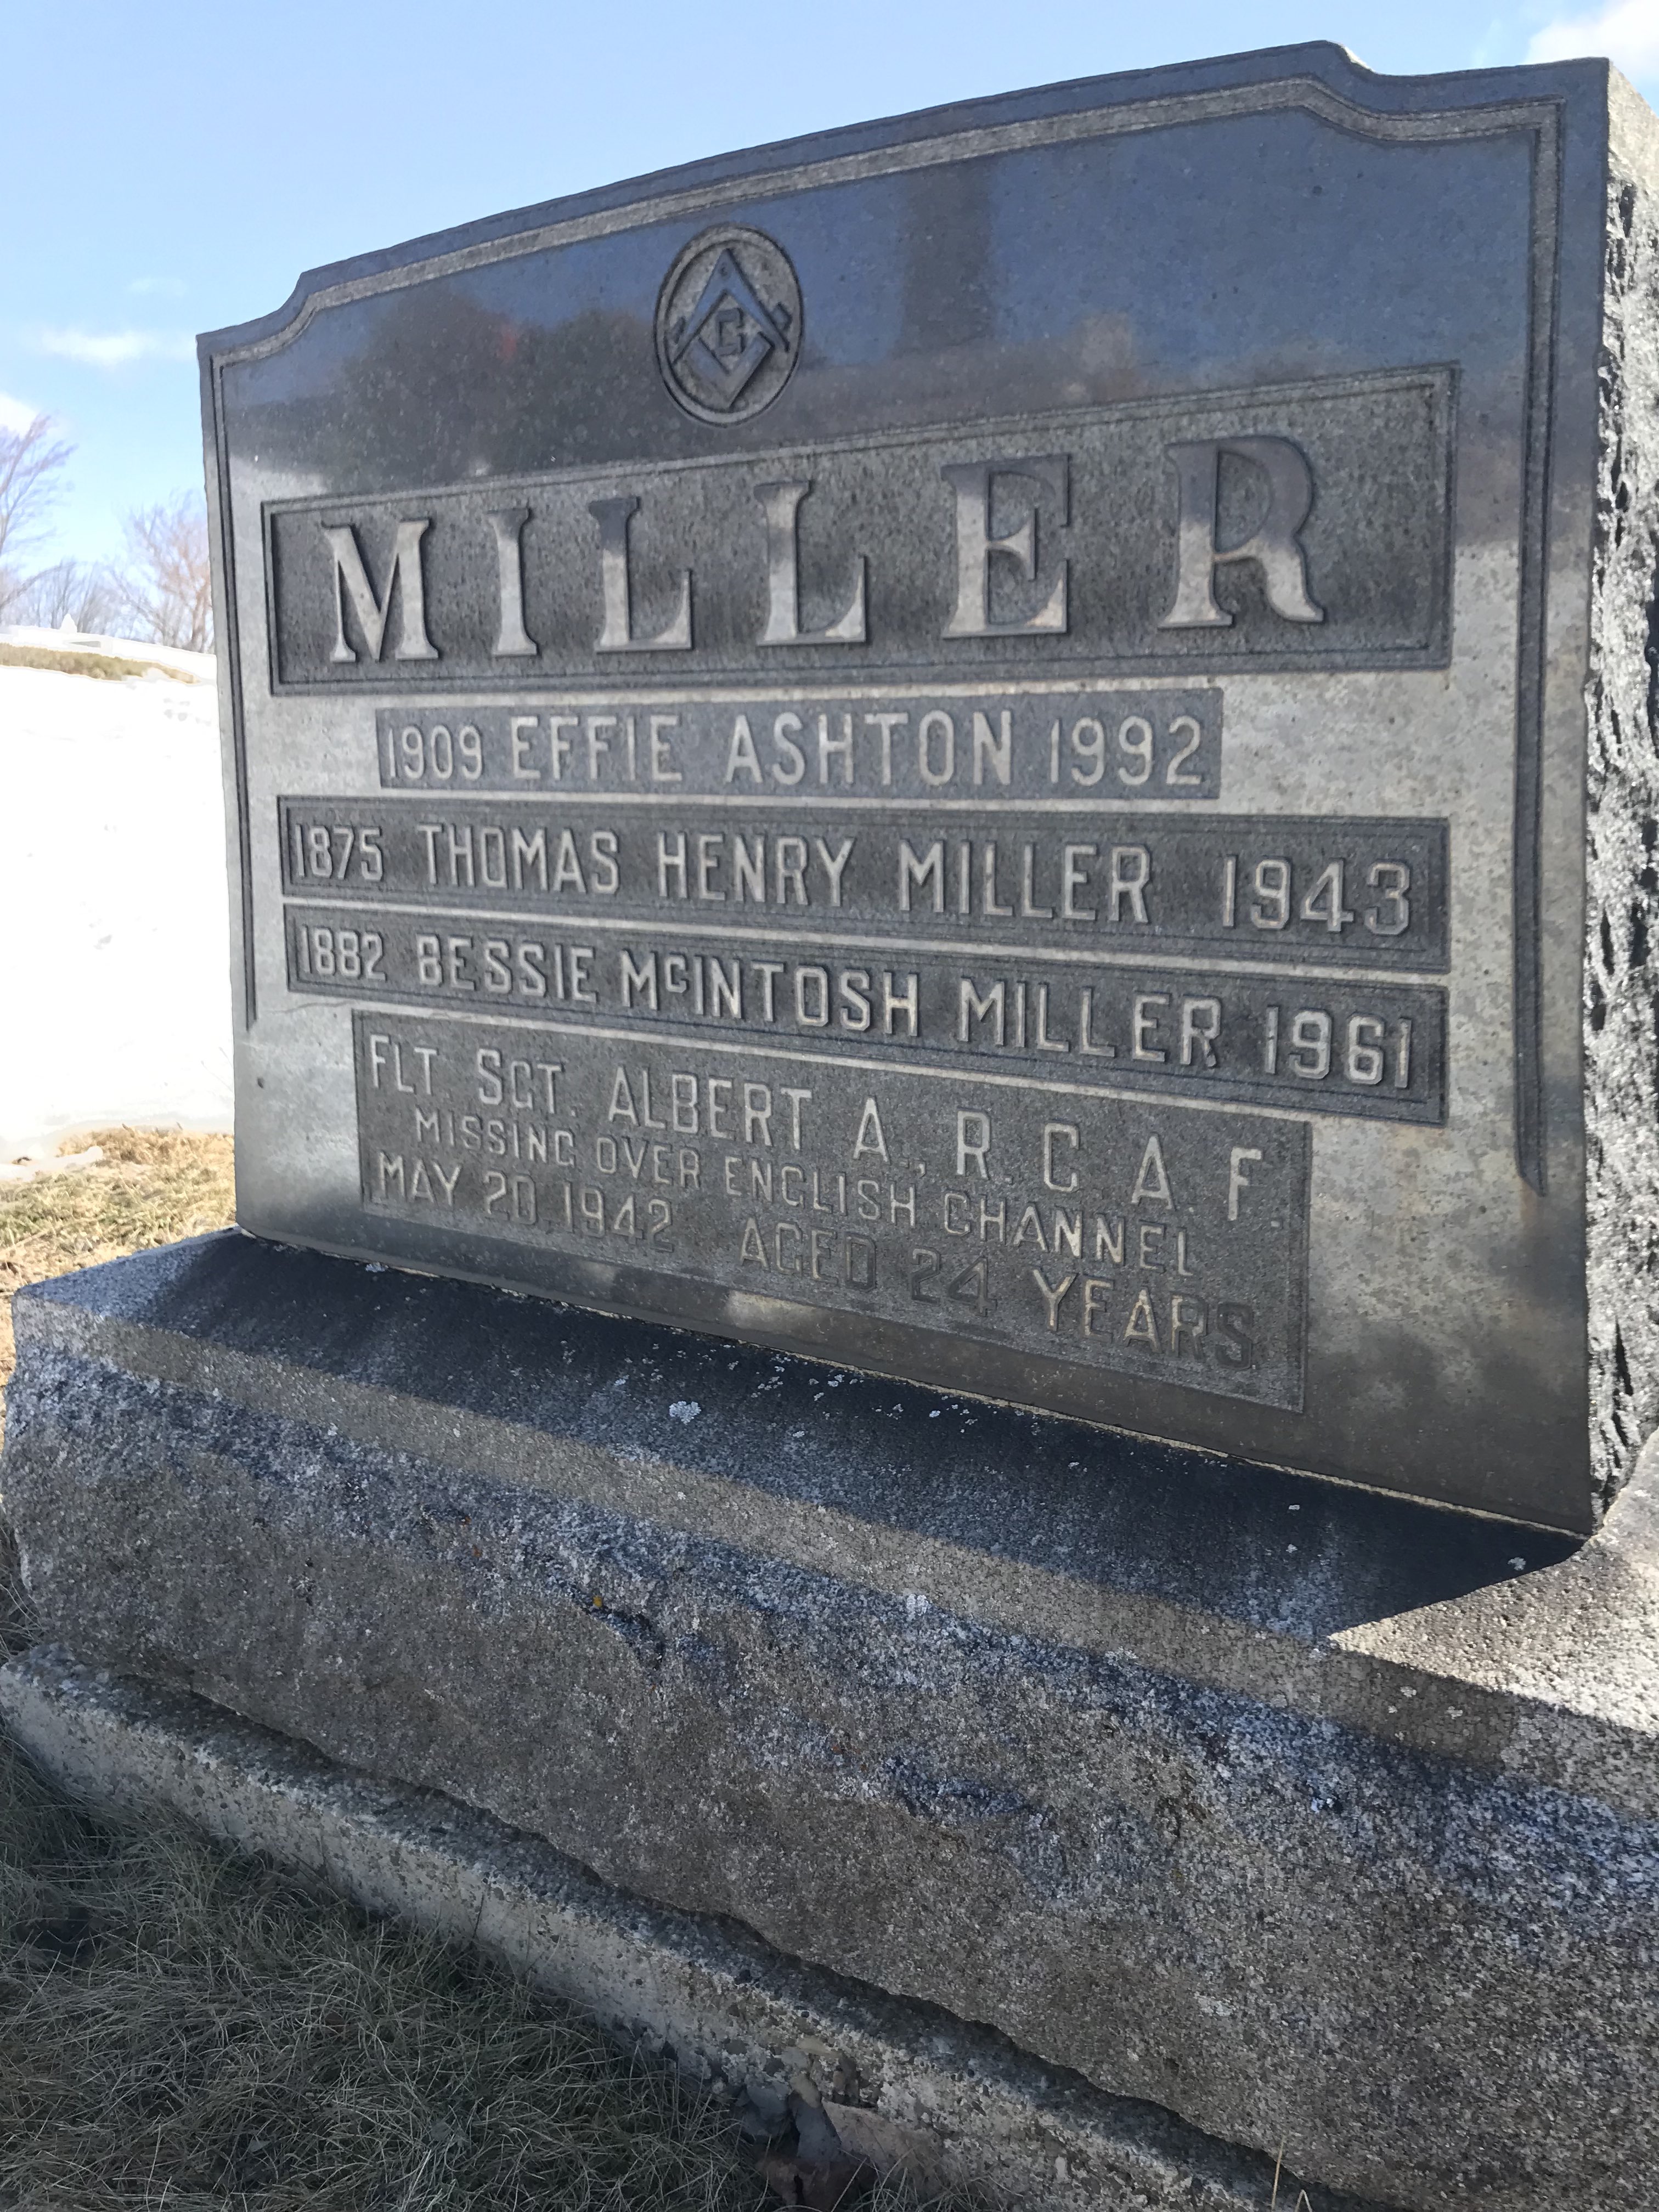 G
MILLER
1909 EFFIE ASHTON 1992
1875 THOMAS HENRY MILLER 1943
1882 BESSIE McINTOSH MILLER 1961
FLT. SGT. ALBERT A., R. C. A. F.
MISSING OVER ENGLISH CHANNEL
MAY 20, 1942 AGED 24 YEARS